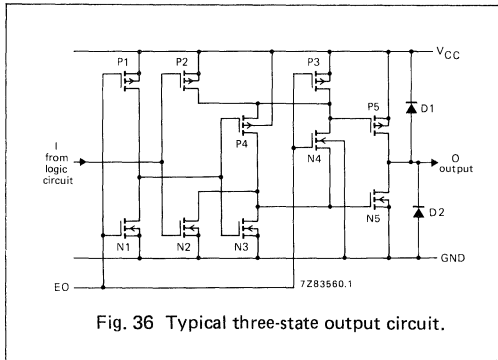 P1
P2
P3
VCC
P5
D1
P4
N4
I
from
logic
circuit
O
output
N1
N2
N3
N5
D2
GND
EO
7Z83560.1
Fig. 36 Typical three-state output circuit.